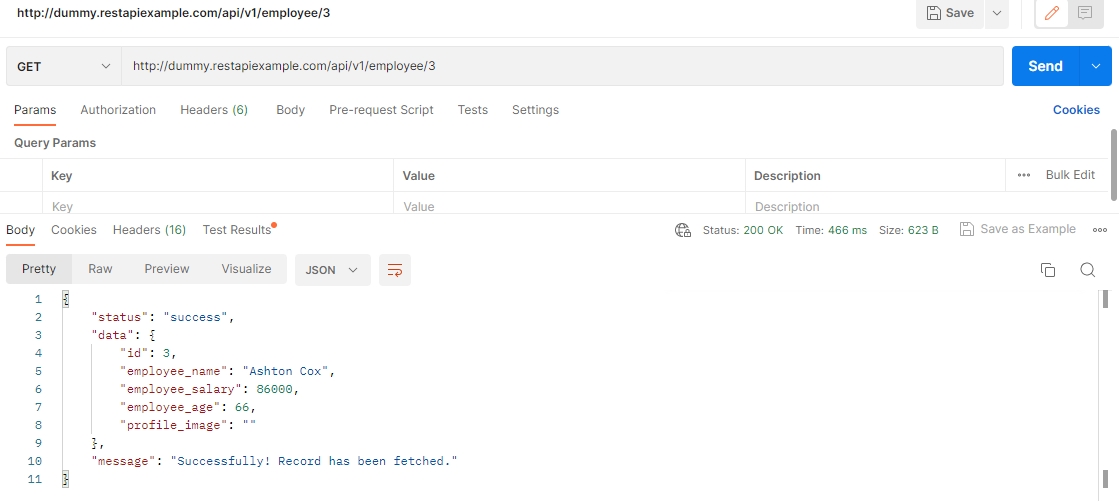 http://dummy.restapiexample.com/api/v1/employee/3 Save
GET http://dummy.restapiexample.com/api/v1/employee/3 Send
Params Authorization Headers (6) Body Pre-request Script Tests Settings Cookies
Query Params
Key Value Description ••• Bulk Edit
Key Value Description
Body Cookies Headers (16) Test Results Status: 200 OK Time: 466 ms Size: 623 B Save as Example
Pretty Raw Preview Visualize JSON
1 {
2 "status": "success",
3 "data": {
4 "id": 3,
5 "employee_name": "Ashton Cox",
6 "employee_salary": 86000,
7 "employee_age": 66,
8 "profile_image": ""
9 },
10 "message": "Successfully! Record has been fetched."
11 }